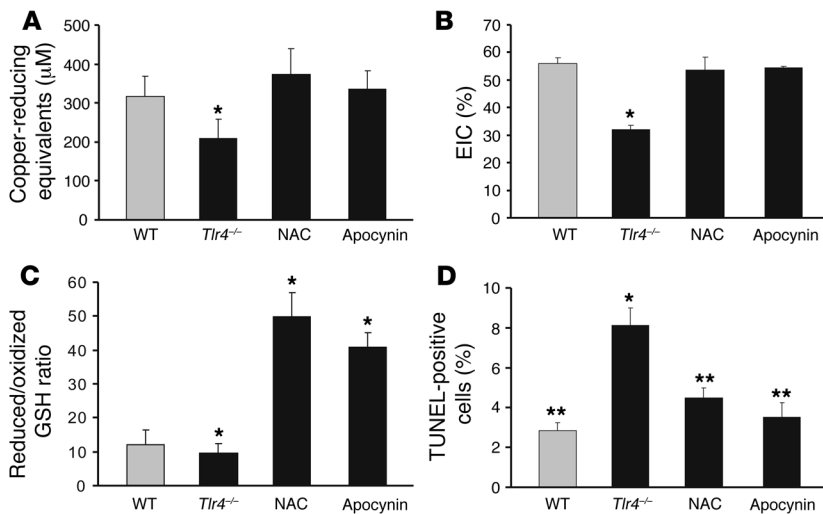 A
Copper-reducing
equivalents (μM)
500
400
300
200
100
0
*
WT
Tlr4–/–
NAC
Apocynin
B
EIC (%)
70
60
50
40
30
20
10
0
*
WT
Tlr4–/–
NAC
Apocynin
C
Reduced/oxidized
GSH ratio
60
50
40
30
20
10
0
*
*
*
WT
Tlr4–/–
NAC
Apocynin
D
TUNEL-positive
cells (%)
10
8
6
4
2
0
**
*
**
**
WT
Tlr4–/–
NAC
Apocynin